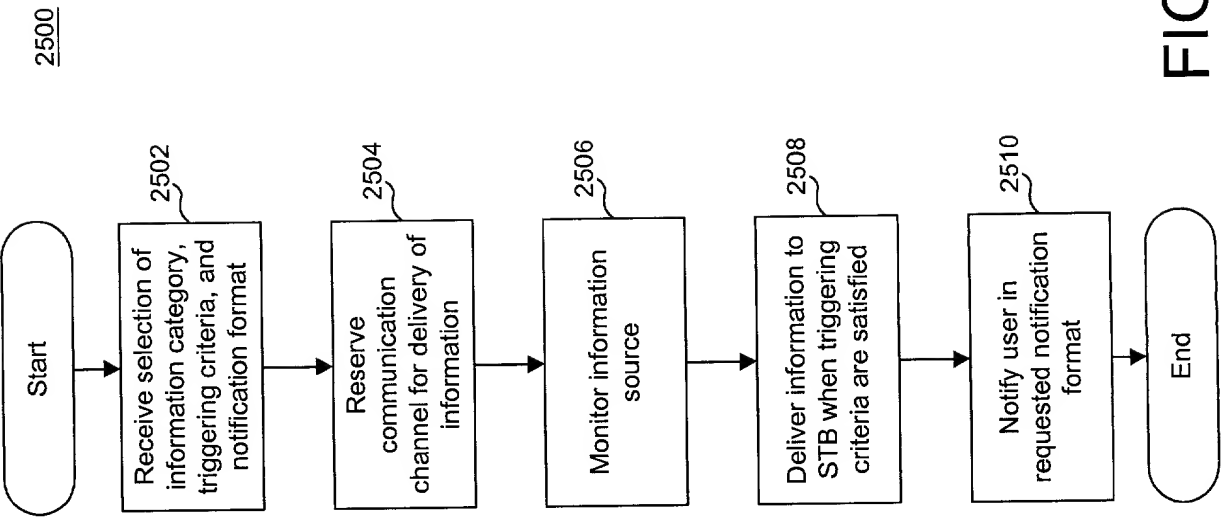 2500
Start
2502
Receive selection of
information category,
triggering criteria, and
notification format
2504
Reserve
communication
channel for delivery of
information
2506
Monitor information
source
2508
Deliver information to
STB when triggering
criteria are satisfied
2510
Notify user in
requested notification
format
End